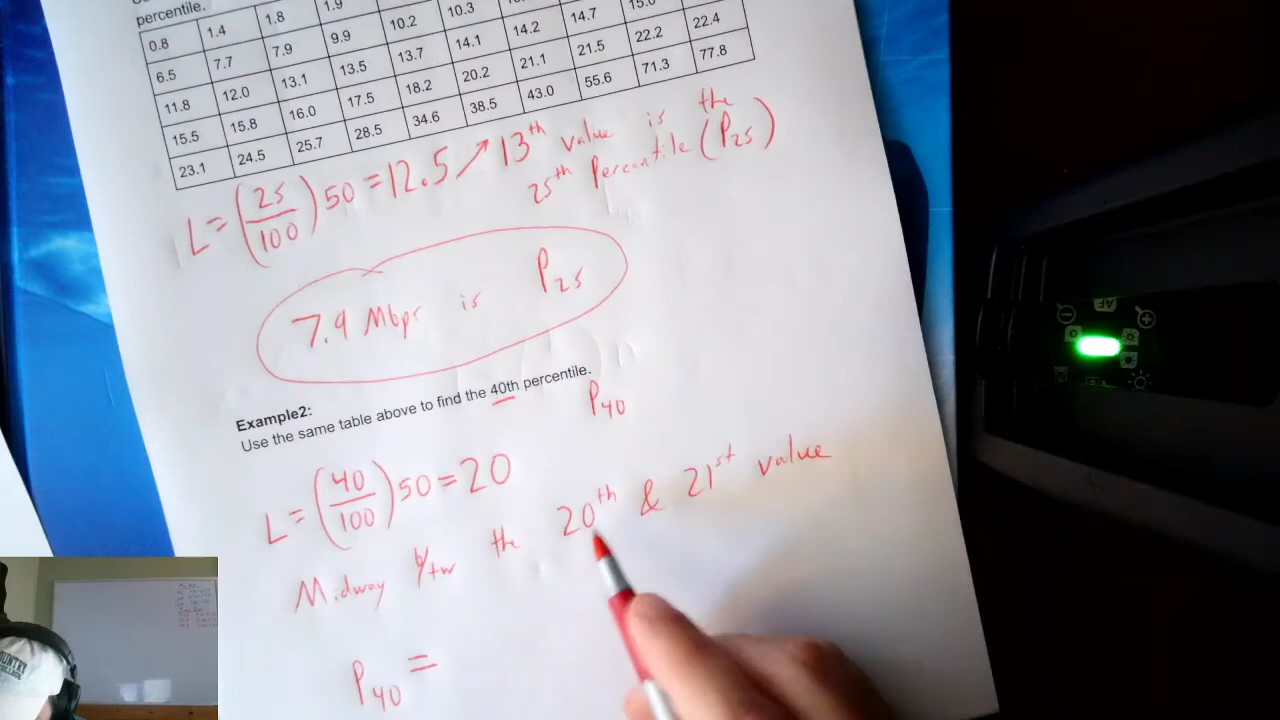 percentile.
0.8 1.4 1.8 1.9
6.5 7.7 7.9 9.9 10.2 10.3
11.8 12.0 13.1 13.5 13.7 14.1 14.2 14.7 15.0
15.5 15.8 16.0 17.5 18.2 20.2 21.1 21.5 22.2 22.4
23.1 24.5 25.7 28.5 34.6 38.5 43.0 55.6 71.3 77.8
L = (25/100) 50 = 12.5 ↗ 13th value is the
25th Percentile (P25)
7.9 Mbps is P25
Example2:
Use the same table above to find the 40th percentile.
P40
L = (40/100) 50 = 20
Midway b/tw the 20th & 21st value
P40 =
AF